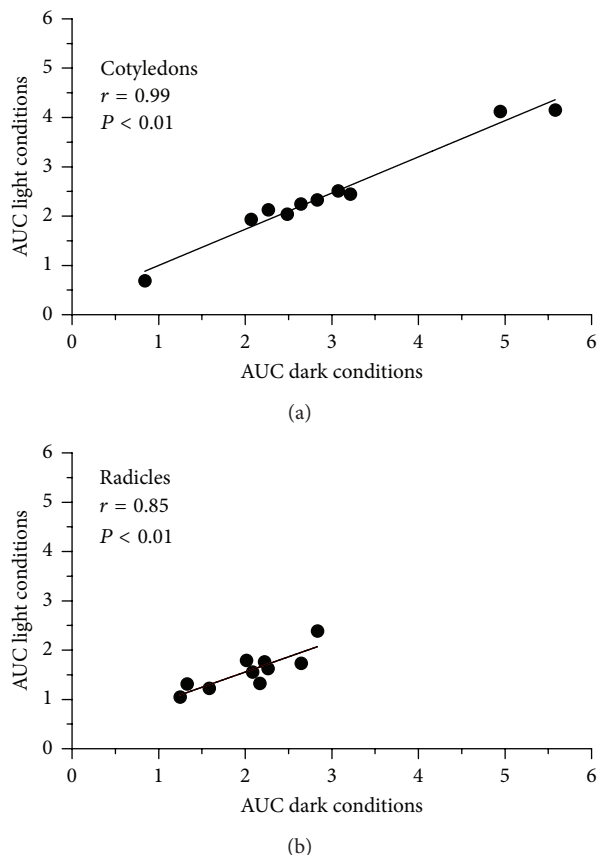 6
5
Cotyledons
r = 0.99
4
P < 0.01
3
2
1
0
AUC light conditions
0 1 2 3 4 5 6
AUC dark conditions
(a)
6
Radicles
5
r = 0.85
P < 0.01
4
3
2
1
0
AUC light conditions
0 1 2 3 4 5 6
AUC dark conditions
(b)